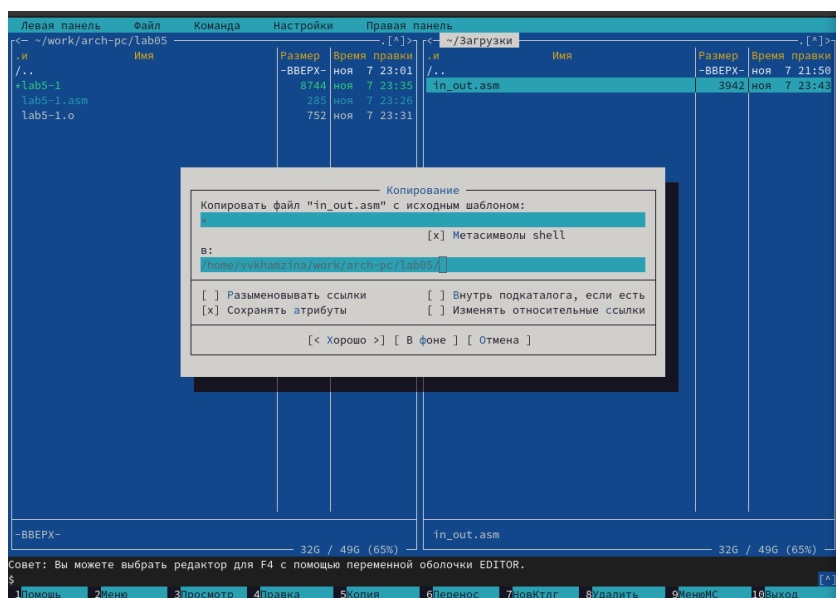 Левая панель Файл Команда Настройки Правая панель
<— ~/work/arch-pc/lab05 .[^]>
<— ~/Загрузки .[^]>
.и Имя Размер Время правки
.и Имя Размер Время правки
/.. -ВВЕРХ- ноя 7 23:01
/.. -ВВЕРХ- ноя 7 21:50
*lab5-1 8744 ноя 7 23:35
in_out.asm 3942 ноя 7 23:43
lab5-1.asm 285 ноя 7 23:26
lab5-1.o 752 ноя 7 23:31
Копирование
Копировать файл "in_out.asm" с исходным шаблоном:
*
[x] Метасимволы shell
в:
/home/vvkhamzina/work/arch-pc/lab05/
[ ] Разыменовывать ссылки [ ] Внутрь подкаталога, если есть
[x] Сохранять атрибуты [ ] Изменять относительные ссылки
[< Хорошо >] [ В фоне ] [ Отмена ]
-ВВЕРХ-
in_out.asm
32G / 49G (65%)
32G / 49G (65%)
Совет: Вы можете выбрать редактор для F4 с помощью переменной оболочки EDITOR.
$ [^]
1Помощь 2Меню 3Просмотр 4Правка 5Копия 6Перенос 7НовКтлг 8Удалить 9МенюMC 10Выход